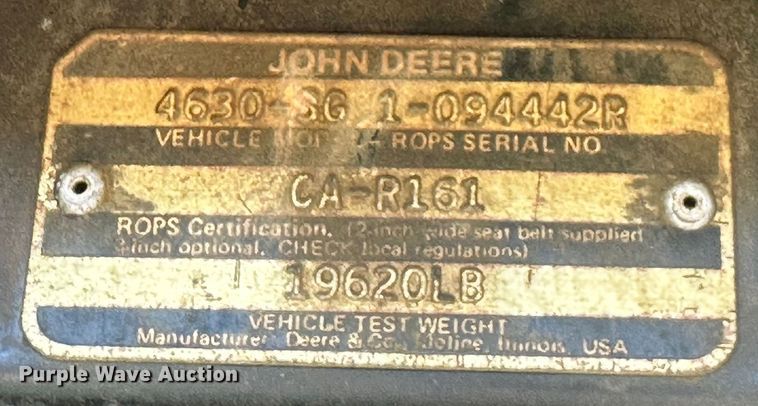 JOHN DEERE
4630-SG 1-094442R
VEHICLE ROPS SERIAL NO
CA-R161
ROPS Certification. (2-inch wide seat belt supplied
3-inch optional. CHECK local regulations)
19620LB
VEHICLE TEST WEIGHT
Manufacturer: Deere & Co., Moline, Illinois USA
Purple Wave Auction